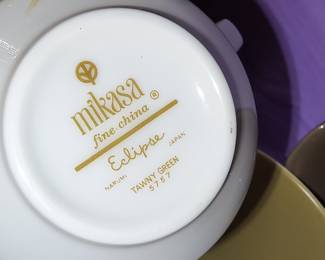 mikasa ®
fine·china
Eclipse
NARUMI JAPAN
TAWNY GREEN
5757